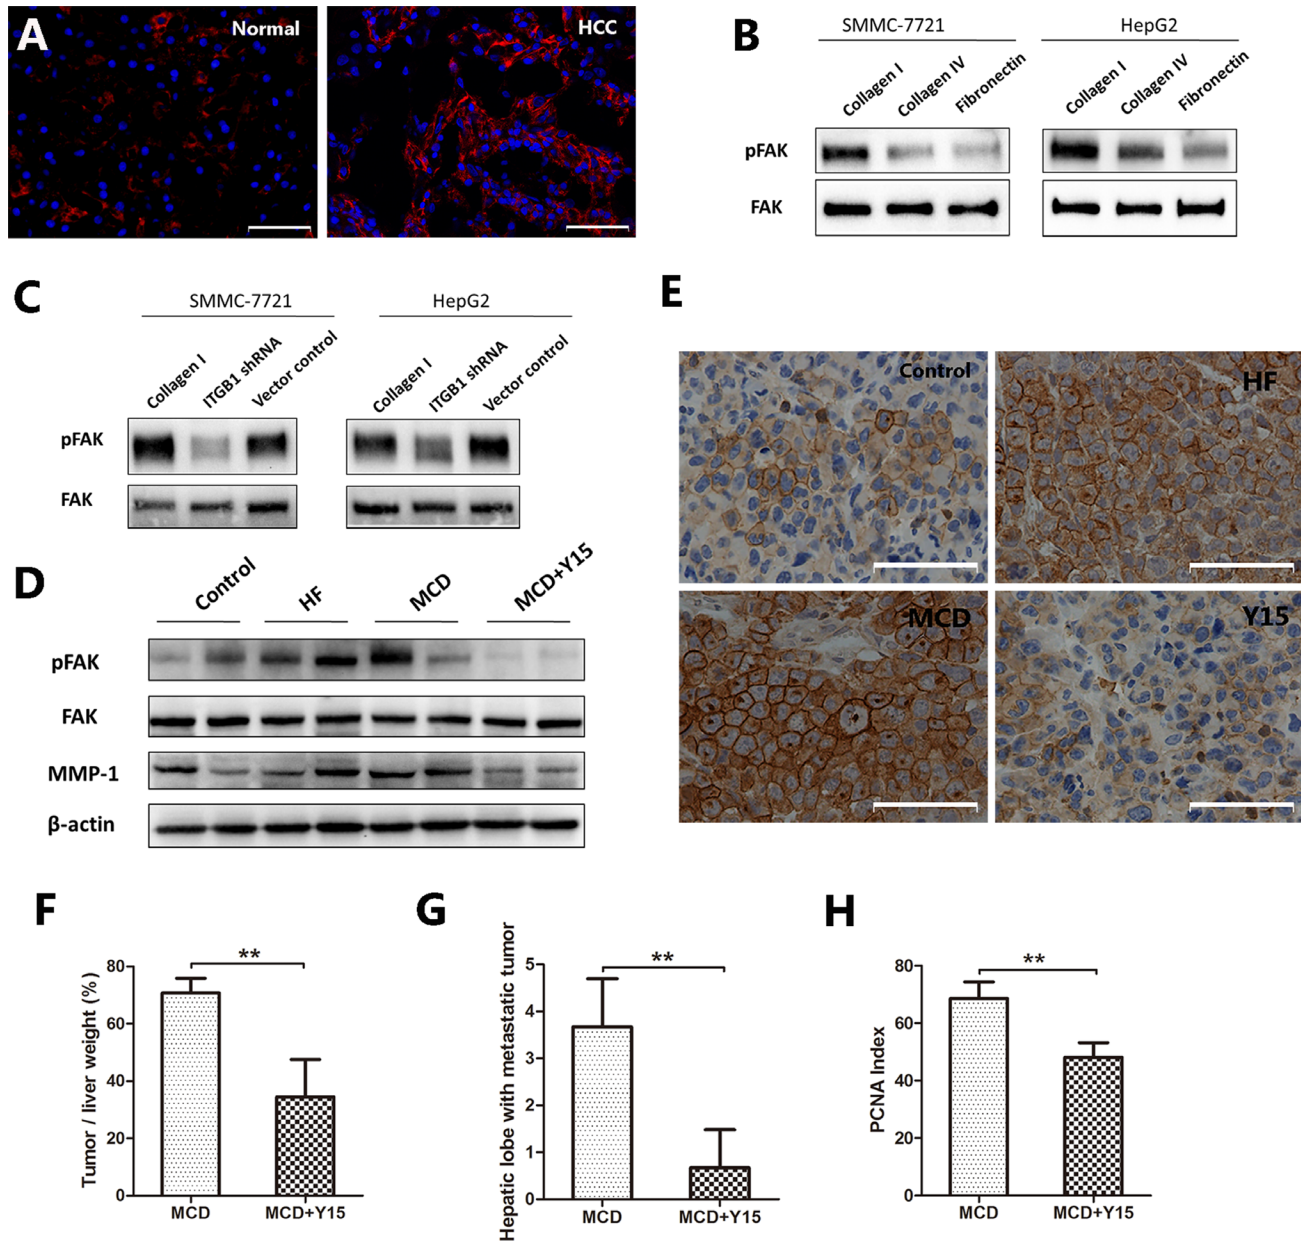 A
Normal
HCC
B
SMMC-7721
HepG2
Collagen I
Collagen IV
Fibronectin
Collagen I
Collagen IV
Fibronectin
pFAK
FAK
C
SMMC-7721
HepG2
Collagen I
ITGB1 shRNA
Vector control
Collagen I
ITGB1 shRNA
Vector control
pFAK
FAK
D
Control
HF
MCD
MCD+Y15
pFAK
FAK
MMP-1
β-actin
E
Control
HF
MCD
Y15
F
Tumor / liver weight (%)
80
60
40
20
0
**
MCD
MCD+Y15
G
Hepatic lobe with metastatic tumor
5
4
3
2
1
0
**
MCD
MCD+Y15
H
PCNA Index
80
60
40
20
0
**
MCD
MCD+Y15